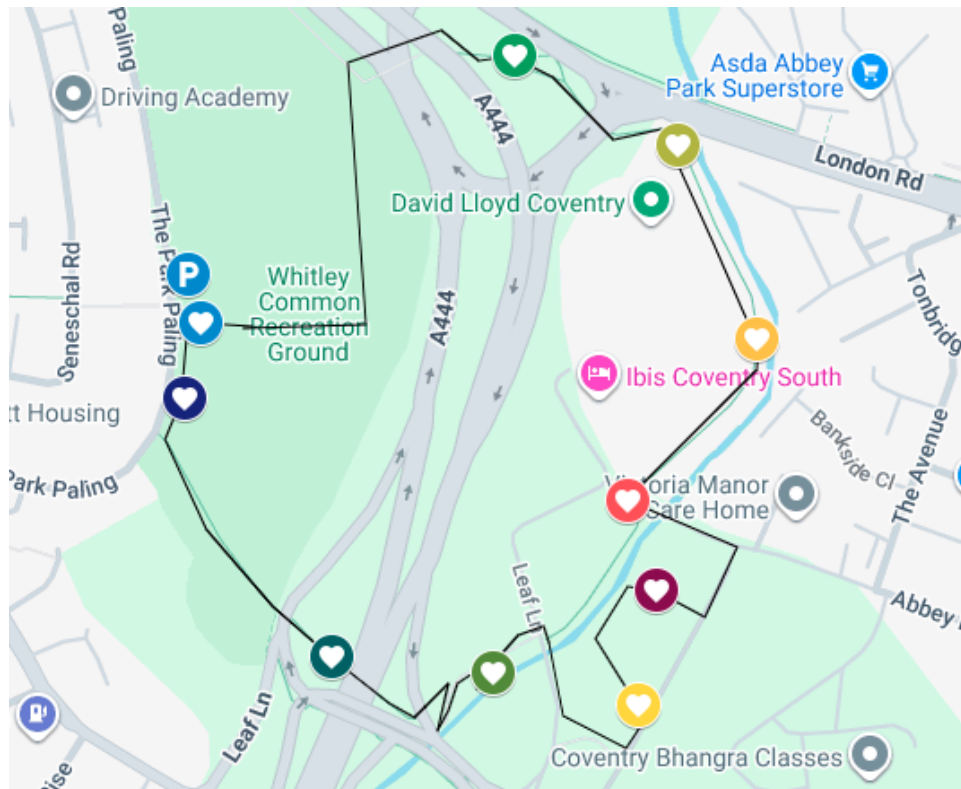 Paling
Driving Academy
A444
Asda Abbey
Park Superstore
London Rd
David Lloyd Coventry
Seneschal Rd
The Park Paling
P
Whitley
Common
Recreation
Ground
A444
Tonbridg
Ibis Coventry South
tt Housing
Park Paling
Bankside Cl
The Avenue
Manor
Care Home
Leaf Ln
Abbey
Leaf Ln
Coventry Bhangra Classes